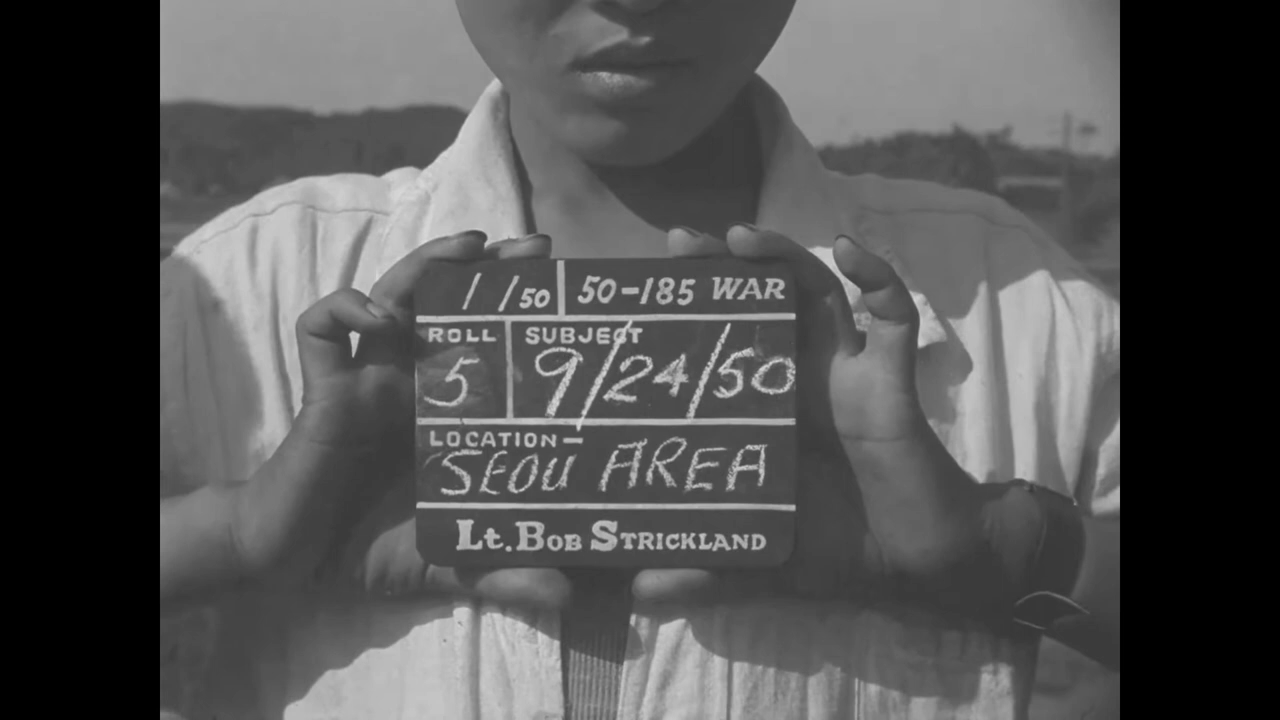 1 /50 50-185 WAR
ROLL SUBJECT
5 9/24/50
LOCATION-
SEOU AREA
Lt. BOB STRICKLAND